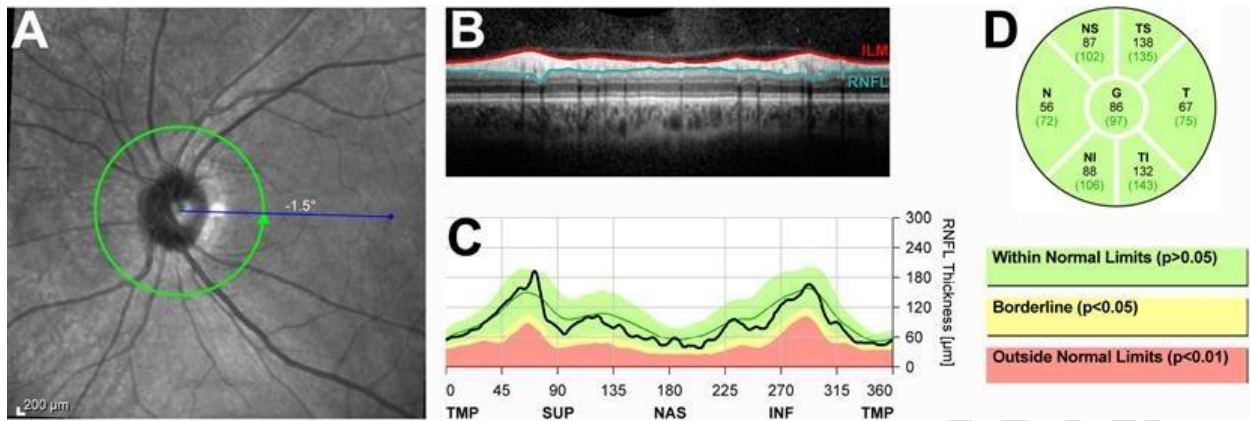 A
-1.5°
200 µm
B
ILM
RNFL
C
300
240
180
120
60
0
RNFL Thickness [µm]
0 45 90 135 180 225 270 315 360
TMP SUP NAS INF TMP
D
NS TS
87 138
(102) (135)
N G T
56 86 67
(72) (97) (75)
NI TI
88 132
(106) (143)
Within Normal Limits (p>0.05)
Borderline (p<0.05)
Outside Normal Limits (p<0.01)